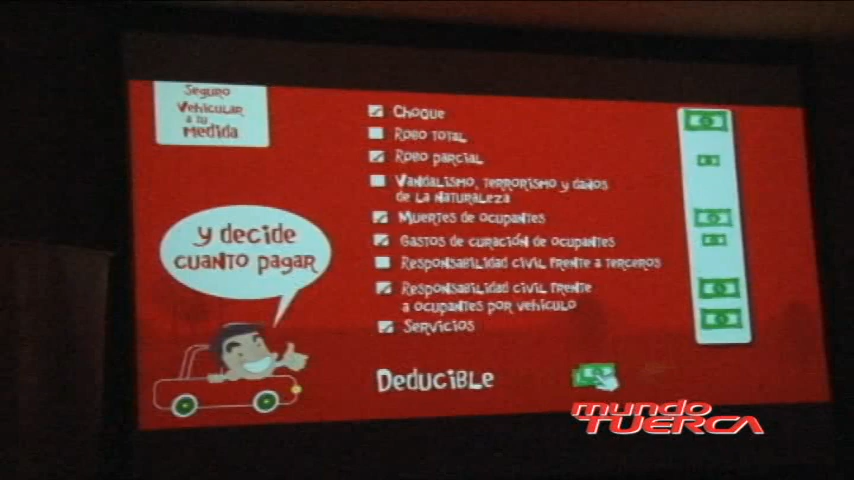 Seguro
Vehicular
a tu
Medida
Choque
Robo total
Robo parcial
Vandalismo, terrorismo y daños
de la naturaleza
Muertes de ocupantes
Gastos de curación de ocupantes
Responsabilidad civil frente a terceros
Responsabilidad civil frente
a ocupantes por vehículo
Servicios
y decide
cuanto pagar
Deducible
mundo
TUERCA